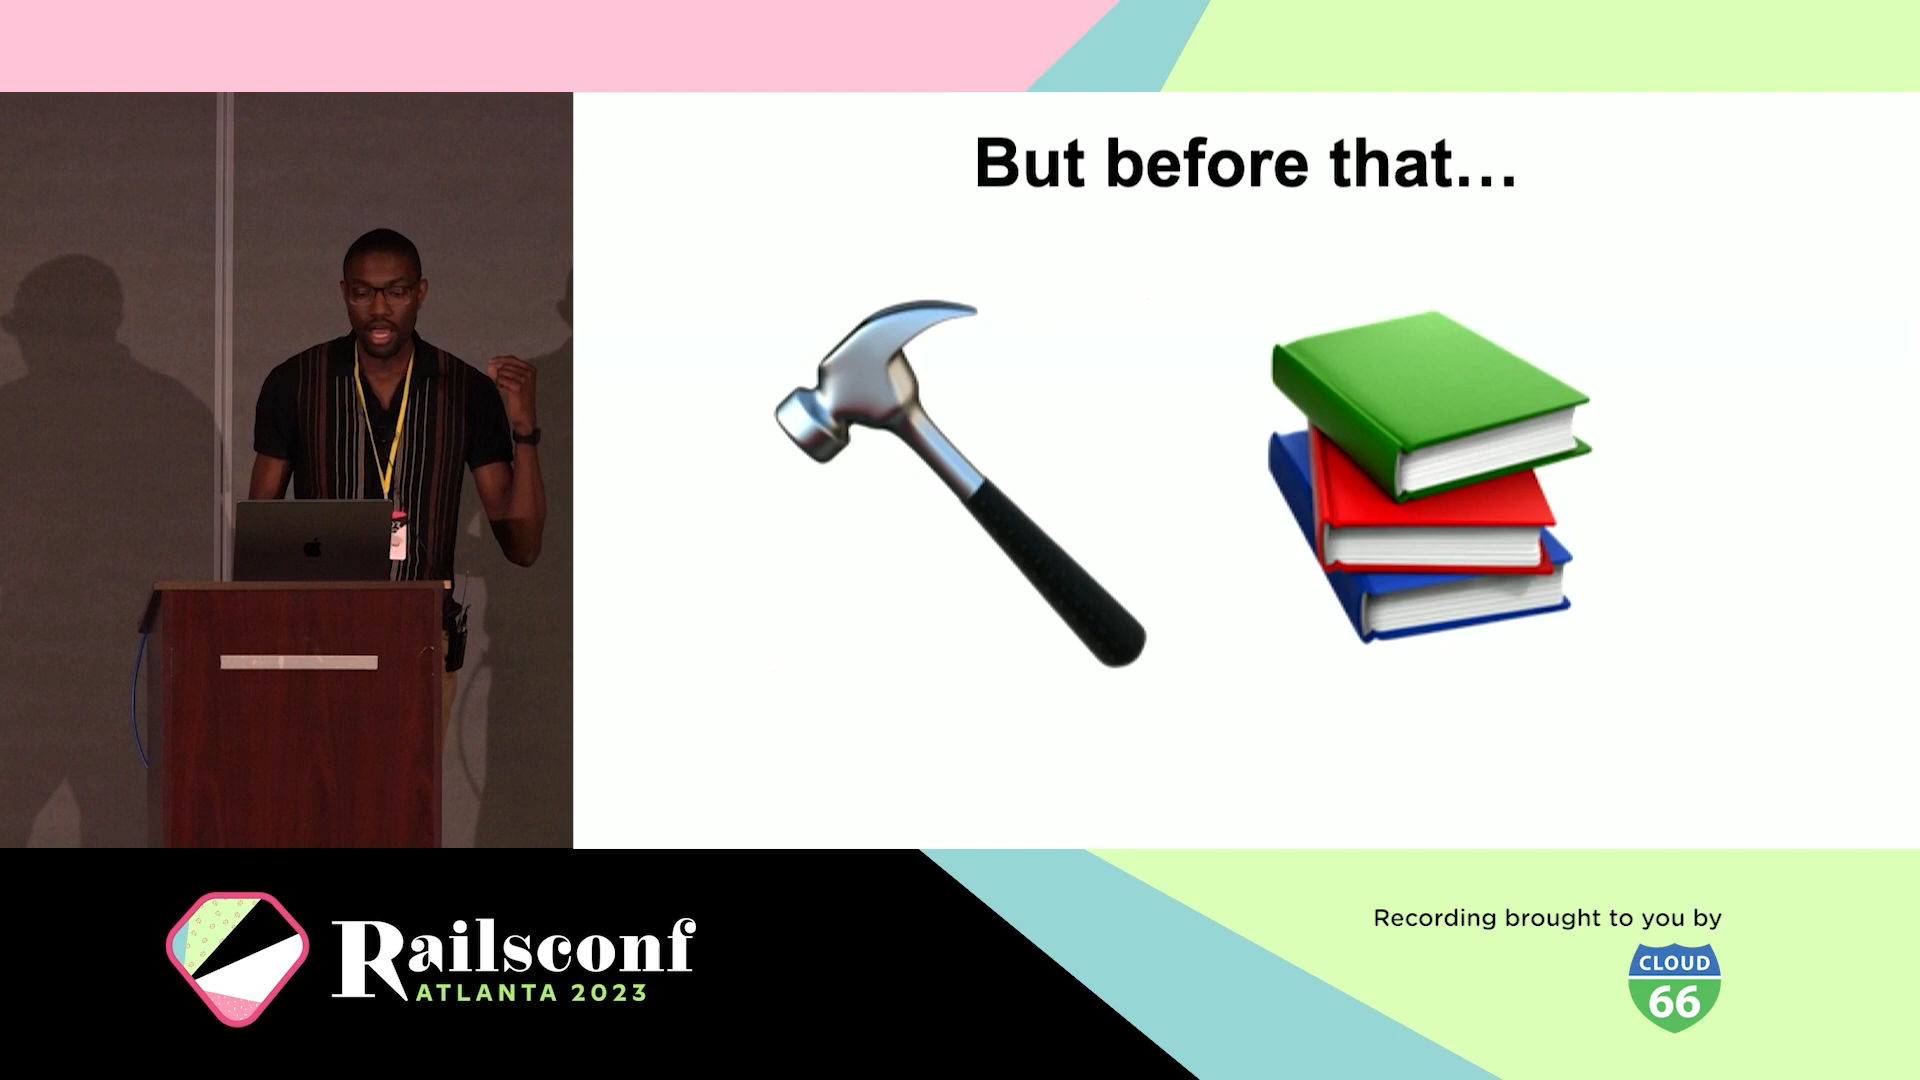 But before that…
Railsconf
ATLANTA 2023
Recording brought to you by
CLOUD
66